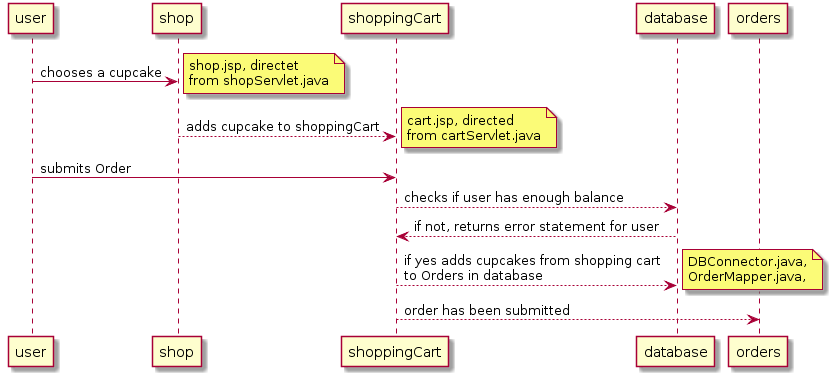 user
shop
shoppingCart
database
orders
chooses a cupcake
shop.jsp, directet
from shopServlet.java
adds cupcake to shoppingCart
cart.jsp, directed
from cartServlet.java
submits Order
checks if user has enough balance
if not, returns error statement for user
if yes adds cupcakes from shopping cart
to Orders in database
DBConnector.java,
OrderMapper.java,
order has been submitted
user
shop
shoppingCart
database
orders